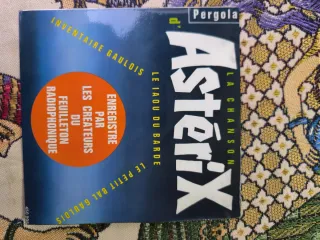 Pergola
LA CHANSON
d'
AstériX
LE IAOU DU BARDE
INVENTAIRE GAULOIS
LE PETIT BAL GAULOIS
ENREGISTRE
PAR
LES CREATEURS
DU
FEUILLETON
RADIOPHONIQUE